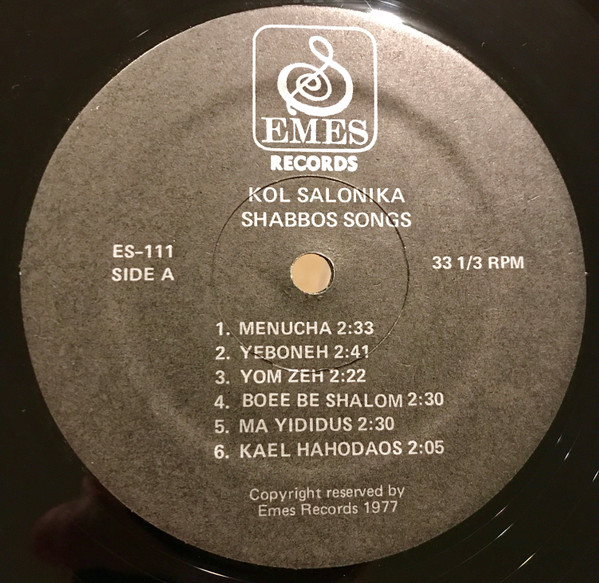 EMES
RECORDS
KOL SALONIKA
SHABBOS SONGS
ES-111
SIDE A
33 1/3 RPM
1. MENUCHA 2:33
2. YEBONEH 2:41
3. YOM ZEH 2:22
4. BOEE BE SHALOM 2:30
5. MA YIDIDUS 2:30
6. KAEL HAHODAOS 2:05
Copyright reserved by
Emes Records 1977